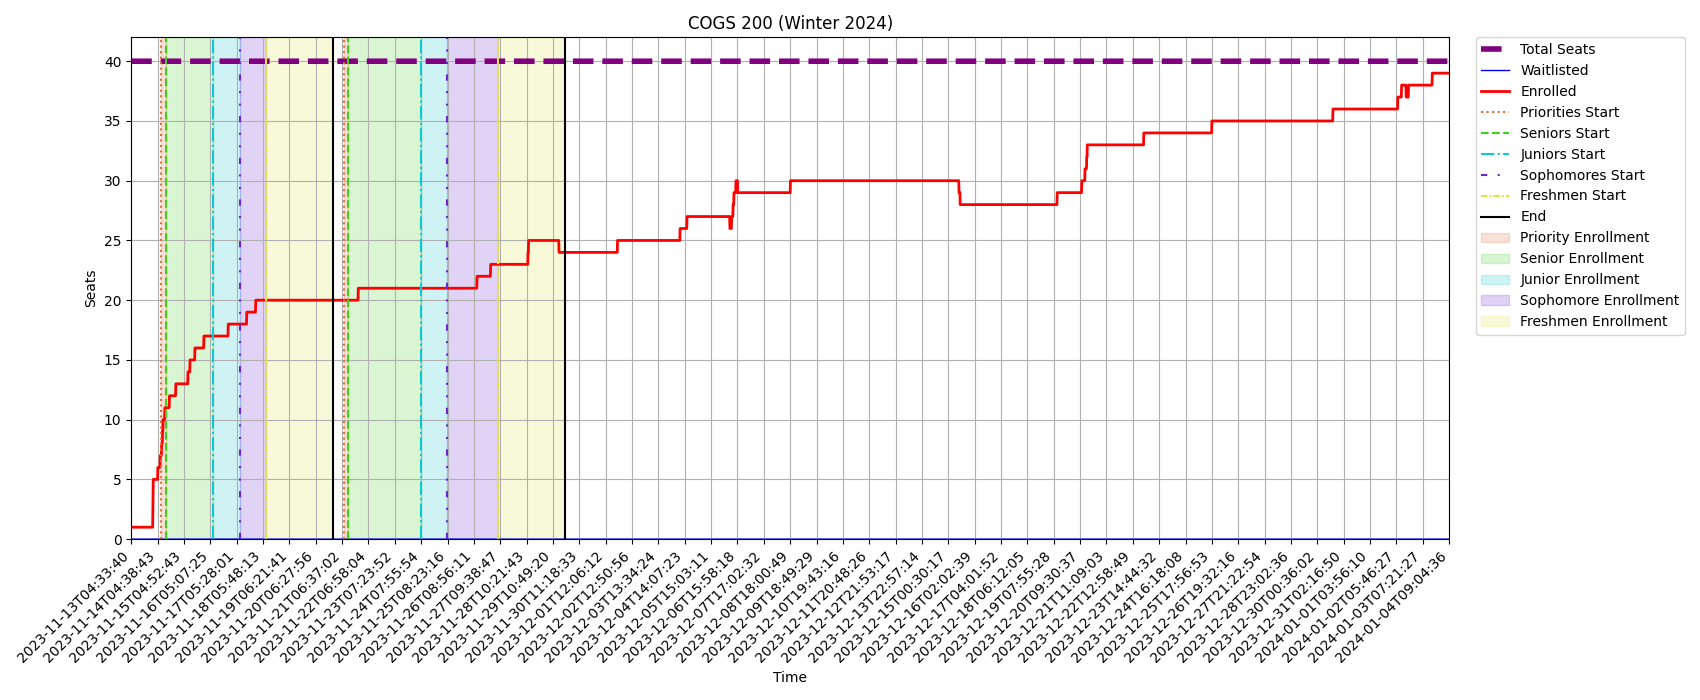 COGS 200 (Winter 2024)
40
35
30
25
20
15
10
5
0
Seats
2023-11-13T04:33:40
2023-11-14T04:38:43
2023-11-15T04:52:43
2023-11-16T05:07:25
2023-11-17T05:28:01
2023-11-18T05:48:13
2023-11-19T06:21:41
2023-11-20T06:27:56
2023-11-21T06:37:02
2023-11-22T06:58:04
2023-11-23T07:23:52
2023-11-24T07:55:54
2023-11-25T08:23:16
2023-11-26T08:56:11
2023-11-27T09:38:47
2023-11-28T10:21:43
2023-11-29T10:49:20
2023-11-30T11:18:33
2023-12-01T12:06:12
2023-12-02T12:50:56
2023-12-03T13:34:24
2023-12-04T14:07:23
2023-12-05T15:03:11
2023-12-06T15:58:18
2023-12-07T17:02:32
2023-12-08T18:00:49
2023-12-09T18:49:29
2023-12-10T19:43:16
2023-12-11T20:48:26
2023-12-12T21:53:17
2023-12-13T22:57:14
2023-12-15T00:30:17
2023-12-16T02:02:39
2023-12-17T04:01:52
2023-12-18T06:12:05
2023-12-19T07:55:28
2023-12-20T09:30:37
2023-12-21T11:09:03
2023-12-22T12:58:49
2023-12-23T14:44:32
2023-12-24T16:18:08
2023-12-25T17:56:53
2023-12-26T19:32:16
2023-12-27T21:22:54
2023-12-28T23:02:36
2023-12-30T00:36:02
2023-12-31T02:16:50
2024-01-01T03:56:10
2024-01-02T05:46:27
2024-01-03T07:21:27
2024-01-04T09:04:36
Time
Total Seats
Waitlisted
Enrolled
Priorities Start
Seniors Start
Juniors Start
Sophomores Start
Freshmen Start
End
Priority Enrollment
Senior Enrollment
Junior Enrollment
Sophomore Enrollment
Freshmen Enrollment